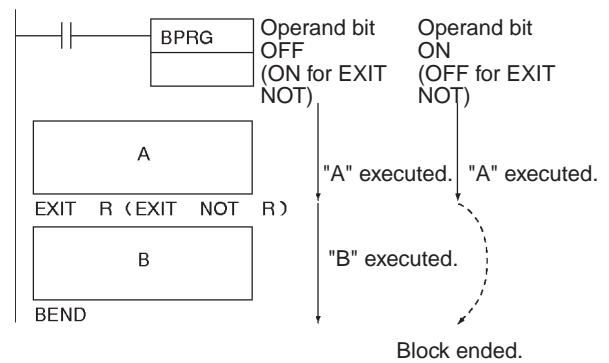 BPRG
Operand bit
OFF
(ON for EXIT
NOT)
Operand bit
ON
(OFF for EXIT
NOT)
A
"A" executed.
"A" executed.
EXIT R (EXIT NOT R)
B
"B" executed.
BEND
Block ended.